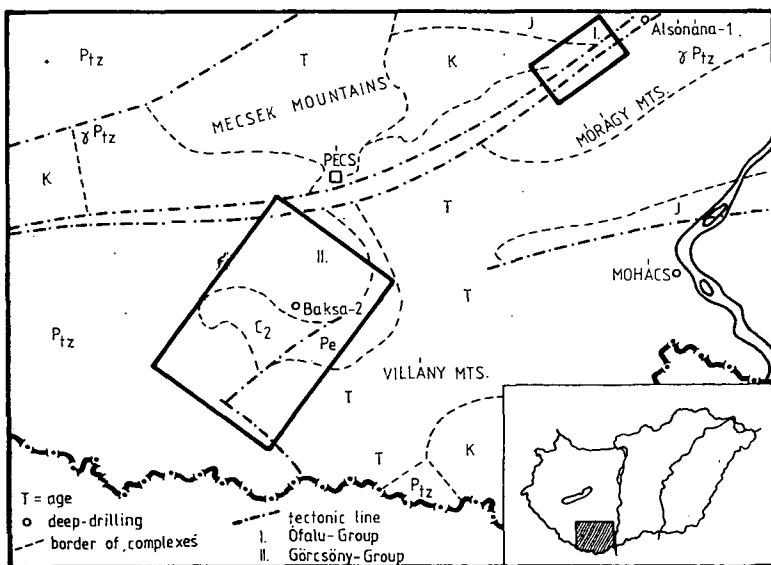 J
I.
Alsónána-1
Ptz
T
K
γ Ptz
MECSEK MOUNTAINS
MÓRÁGY MTS.
γ Ptz
PÉCS
K
T
J
II.
MOHÁCS
Baksa-2
T
C2
Ptz
Pe
VILLÁNY MTS.
T
T
K
Ptz
T = age
deep-drilling
border of complexes
tectonic line
I. Ófalu-Group
II. Görcsöny-Group